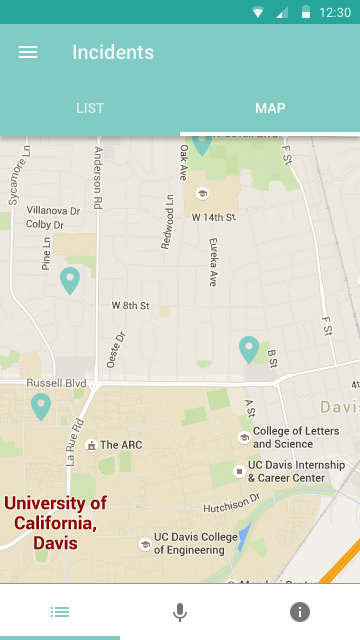 12:30
Incidents
LIST
MAP
Sycamore Ln
Anderson Rd
Oak Ave
F St
Villanova Dr
Colby Dr
Pine Ln
Redwood Ln
W 14th St
Eureka Ave
W 8th St
F St
Oeste Dr
B St
Russell Blvd
A St
La Rue Rd
The ARC
College of Letters
and Science
UC Davis Internship
& Career Center
University of
California,
Davis
Hutchison Dr
UC Davis College
of Engineering